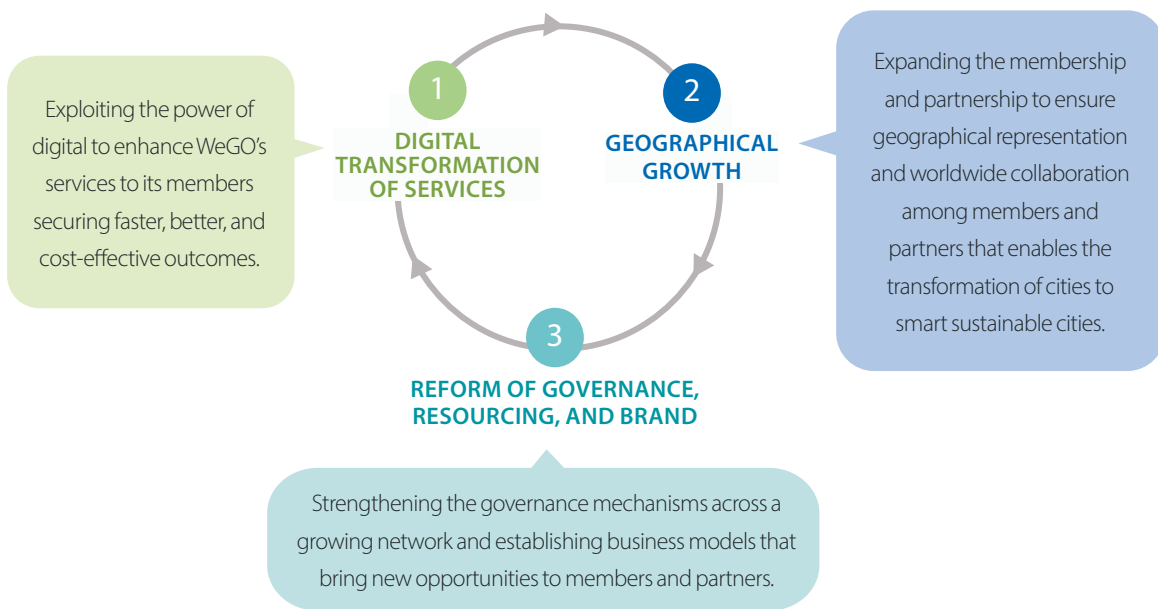 1
DIGITAL
TRANSFORMATION
OF SERVICES
Exploiting the power of
digital to enhance WeGO’s
services to its members
securing faster, better, and
cost-effective outcomes.
2
GEOGRAPHICAL
GROWTH
Expanding the membership
and partnership to ensure
geographical representation
and worldwide collaboration
among members and
partners that enables the
transformation of cities to
smart sustainable cities.
3
REFORM OF GOVERNANCE,
RESOURCING, AND BRAND
Strengthening the governance mechanisms across a
growing network and establishing business models that
bring new opportunities to members and partners.